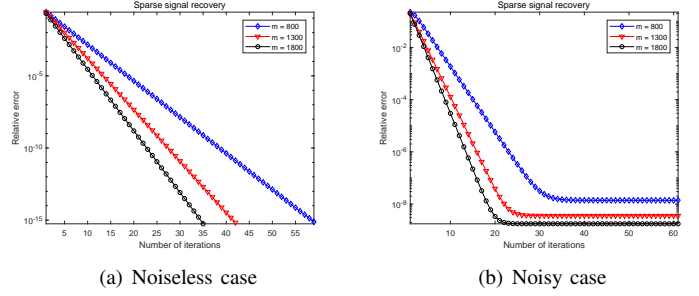 Sparse signal recovery
m = 800
m = 1300
m = 1800
Relative error
10^-5
10^-10
10^-15
5 10 15 20 25 30 35 40 45 50 55
Number of iterations
(a) Noiseless case
Sparse signal recovery
m = 800
m = 1300
m = 1800
Relative error
10^-2
10^-4
10^-6
10^-8
10 20 30 40 50 60
Number of iterations
(b) Noisy case